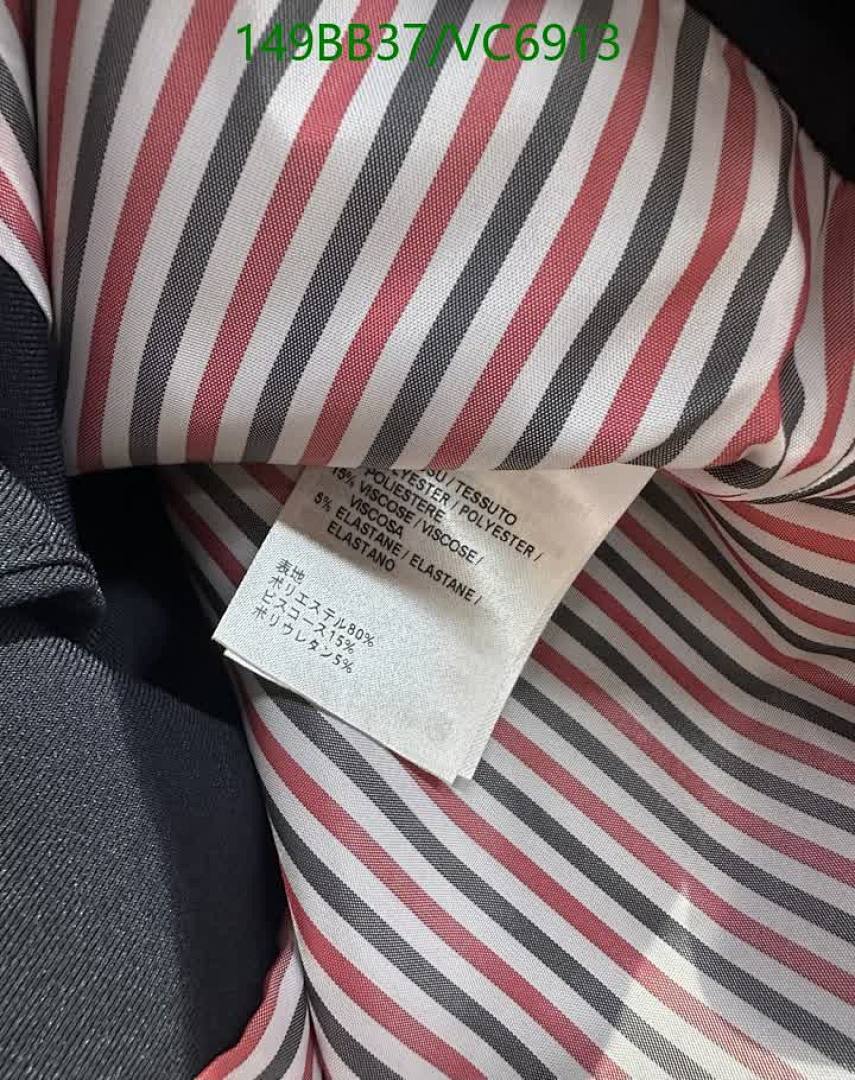 149BB37/VC6913
SU / TESSUTO
YESTER / POLYESTER /
POLIESTERE
15% VISCOSE / VISCOSE /
VISCOSA
5% ELASTANE / ELASTANE /
ELASTANO
表地
ポリエステル80%
ビスコース15%
ポリウレタン5%